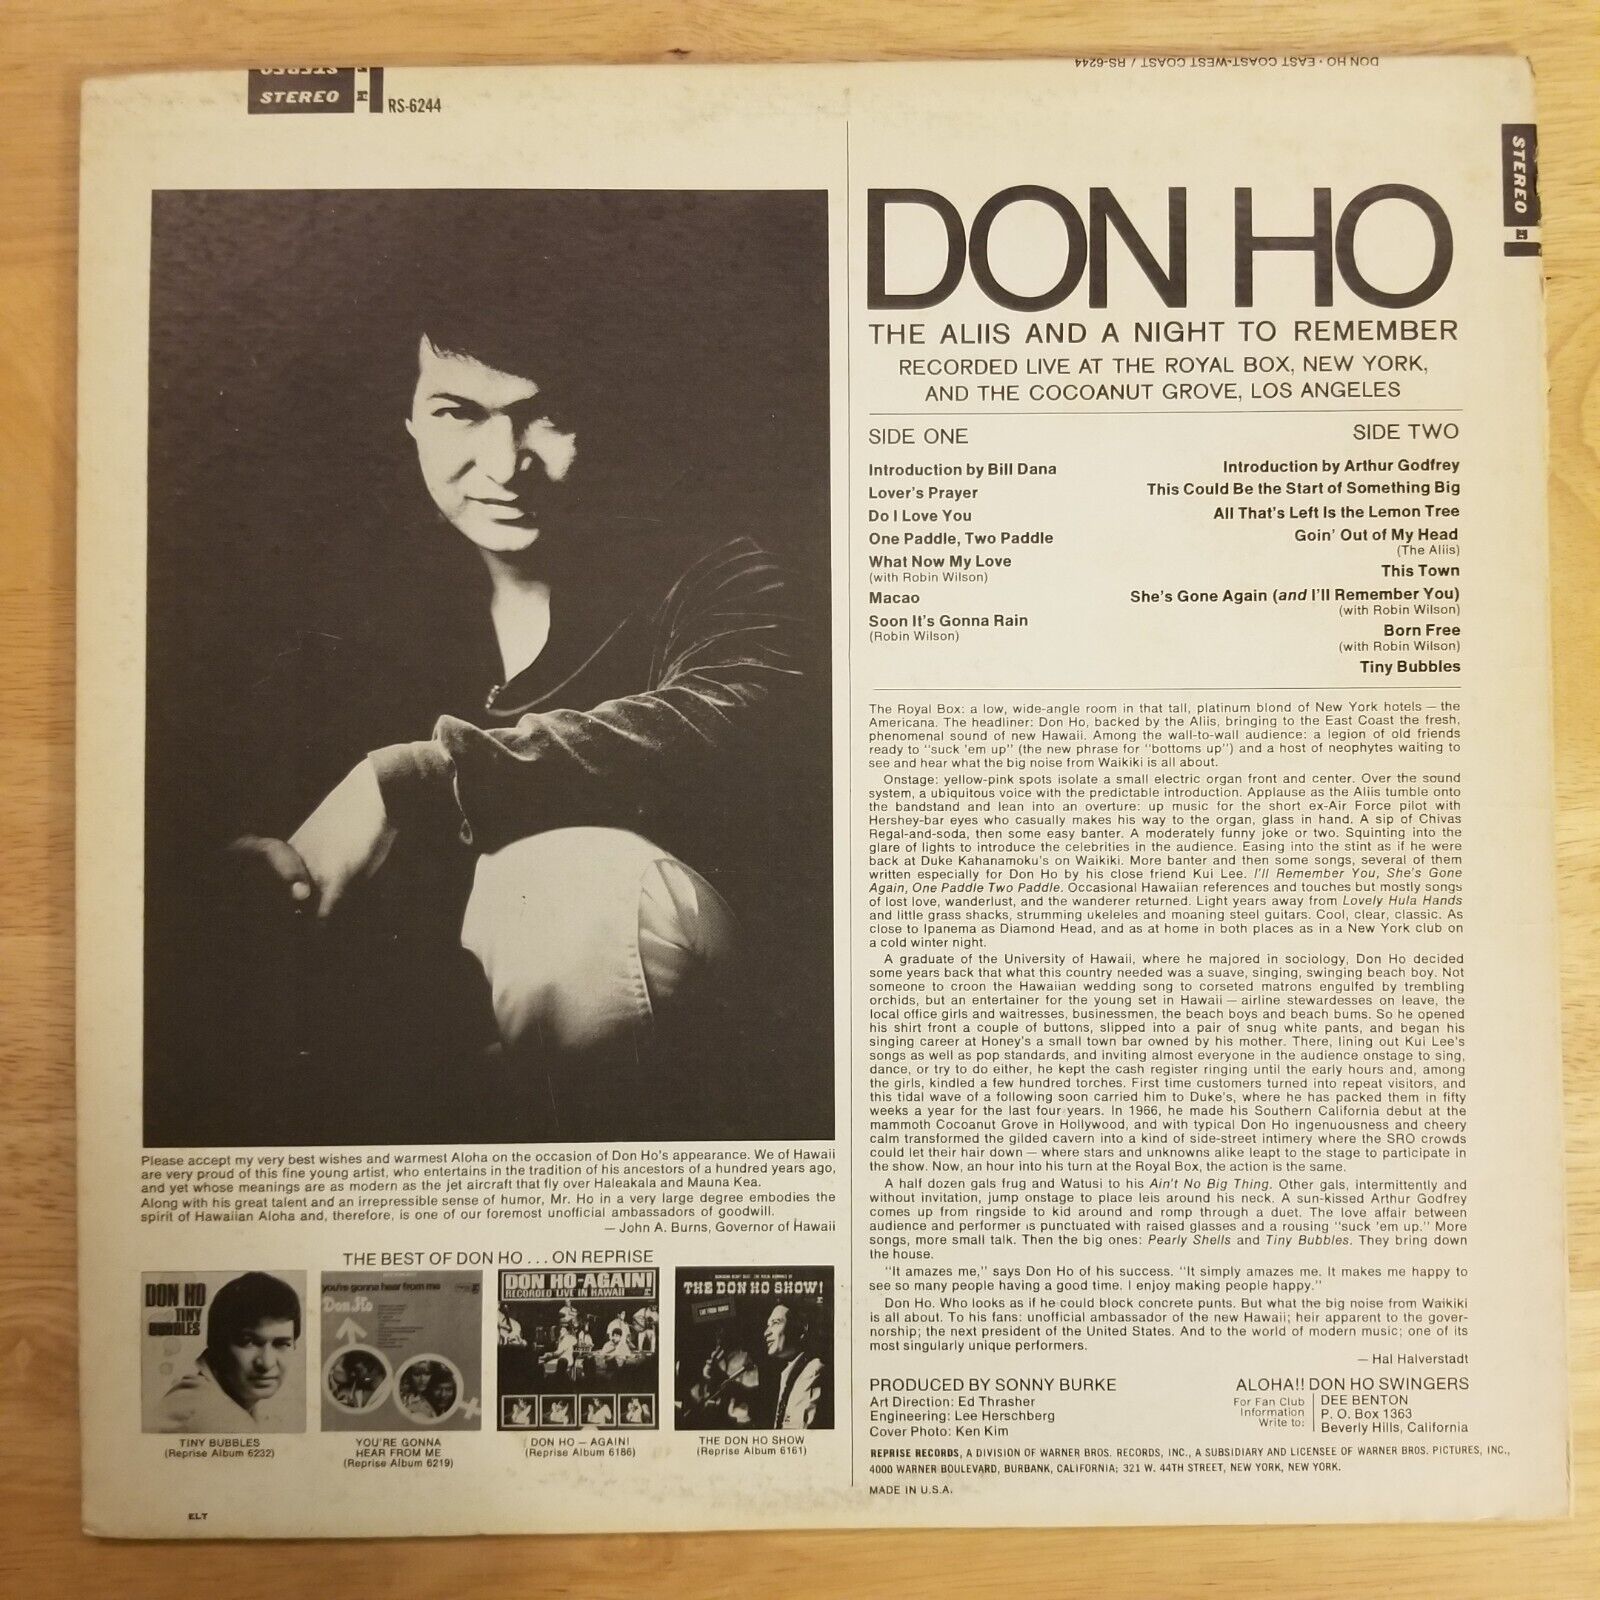 STEREO
STEREO
RS-6244
DON HO • EAST COAST-WEST COAST / RS-6244
STEREO
DON HO
THE ALIIS AND A NIGHT TO REMEMBER
RECORDED LIVE AT THE ROYAL BOX, NEW YORK,
AND THE COCOANUT GROVE, LOS ANGELES
SIDE ONE
Introduction by Bill Dana
Lover's Prayer
Do I Love You
One Paddle, Two Paddle
What Now My Love
(with Robin Wilson)
Macao
Soon It's Gonna Rain
(Robin Wilson)
SIDE TWO
Introduction by Arthur Godfrey
This Could Be the Start of Something Big
All That's Left Is the Lemon Tree
Goin' Out of My Head
(The Aliis)
This Town
She's Gone Again (and I'll Remember You)
(with Robin Wilson)
Born Free
(with Robin Wilson)
Tiny Bubbles
The Royal Box: a low, wide-angle room in that tall, platinum blond of New York hotels — the
Americana. The headliner: Don Ho, backed by the Aliis, bringing to the East Coast the fresh,
phenomenal sound of new Hawaii. Among the wall-to-wall audience: a legion of old friends
ready to "suck 'em up" (the new phrase for "bottoms up") and a host of neophytes waiting to
see and hear what the big noise from Waikiki is all about.
Onstage: yellow-pink spots isolate a small electric organ front and center. Over the sound
system, a ubiquitous voice with the predictable introduction. Applause as the Aliis tumble onto
the bandstand and lean into an overture: up music for the short ex-Air Force pilot with
Hershey-bar eyes who casually makes his way to the organ, glass in hand. A sip of Chivas
Regal-and-soda, then some easy banter. A moderately funny joke or two. Squinting into the
glare of lights to introduce the celebrities in the audience. Easing into the stint as if he were
back at Duke Kahanamoku's on Waikiki. More banter and then some songs, several of them
written especially for Don Ho by his close friend Kui Lee. I'll Remember You, She's Gone
Again, One Paddle Two Paddle. Occasional Hawaiian references and touches but mostly songs
of lost love, wanderlust, and the wanderer returned. Light years away from Lovely Hula Hands
and little grass shacks, strumming ukeleles and moaning steel guitars. Cool, clear, classic. As
close to Ipanema as Diamond Head, and as at home in both places as in a New York club on
a cold winter night.
A graduate of the University of Hawaii, where he majored in sociology, Don Ho decided
some years back that what this country needed was a suave, singing, swinging beach boy. Not
someone to croon the Hawaiian wedding song to corseted matrons engulfed by trembling
orchids, but an entertainer for the young set in Hawaii — airline stewardesses on leave, the
local office girls and waitresses, businessmen, the beach boys and beach bums. So he opened
his shirt front a couple of buttons, slipped into a pair of snug white pants, and began his
singing career at Honey's a small town bar owned by his mother. There, lining out Kui Lee's
songs as well as pop standards, and inviting almost everyone in the audience onstage to sing,
dance, or try to do either, he kept the cash register ringing until the early hours and, among
the girls, kindled a few hundred torches. First time customers turned into repeat visitors, and
this tidal wave of a following soon carried him to Duke's, where he has packed them in fifty
weeks a year for the last four years. In 1966, he made his Southern California debut at the
mammoth Cocoanut Grove in Hollywood, and with typical Don Ho ingenuousness and cheery
calm transformed the gilded cavern into a kind of side-street intimery where the SRO crowds
could let their hair down — where stars and unknowns alike leapt to the stage to participate in
the show. Now, an hour into his turn at the Royal Box, the action is the same.
A half dozen gals frug and Watusi to his Ain't No Big Thing. Other gals, intermittently and
without invitation, jump onstage to place leis around his neck. A sun-kissed Arthur Godfrey
comes up from ringside to kid around and romp through a duet. The love affair between
audience and performer is punctuated with raised glasses and a rousing "suck 'em up." More
songs, more small talk. Then the big ones: Pearly Shells and Tiny Bubbles. They bring down
the house.
"It amazes me," says Don Ho of his success. "It simply amazes me. It makes me happy to
see so many people having a good time. I enjoy making people happy."
Don Ho. Who looks as if he could block concrete punts. But what the big noise from Waikiki
is all about. To his fans: unofficial ambassador of the new Hawaii; heir apparent to the gover-
norship; the next president of the United States. And to the world of modern music; one of its
most singularly unique performers.
— Hal Halverstadt
PRODUCED BY SONNY BURKE
Art Direction: Ed Thrasher
Engineering: Lee Herschberg
Cover Photo: Ken Kim
ALOHA!! DON HO SWINGERS
For Fan Club
Information
Write to:
DEE BENTON
P. O. Box 1363
Beverly Hills, California
REPRISE RECORDS, A DIVISION OF WARNER BROS. RECORDS, INC., A SUBSIDIARY AND LICENSEE OF WARNER BROS. PICTURES, INC.,
4000 WARNER BOULEVARD, BURBANK, CALIFORNIA; 321 W. 44TH STREET, NEW YORK, NEW YORK.
MADE IN U.S.A.
Please accept my very best wishes and warmest Aloha on the occasion of Don Ho's appearance. We of Hawaii
are very proud of this fine young artist, who entertains in the tradition of his ancestors of a hundred years ago,
and yet whose meanings are as modern as the jet aircraft that fly over Haleakala and Mauna Kea.
Along with his great talent and an irrepressible sense of humor, Mr. Ho in a very large degree embodies the
spirit of Hawaiian Aloha and, therefore, is one of our foremost unofficial ambassadors of goodwill.
— John A. Burns, Governor of Hawaii
THE BEST OF DON HO . . . ON REPRISE
DON HO
TINY
BUBBLES
TINY BUBBLES
(Reprise Album 6232)
you're gonna hear from me
Don Ho
YOU'RE GONNA
HEAR FROM ME
(Reprise Album 6219)
DON HO-AGAIN!
RECORDED LIVE IN HAWAII
DON HO — AGAIN!
(Reprise Album 6186)
THE DON HO SHOW!
THE DON HO SHOW
(Reprise Album 6161)
ELT